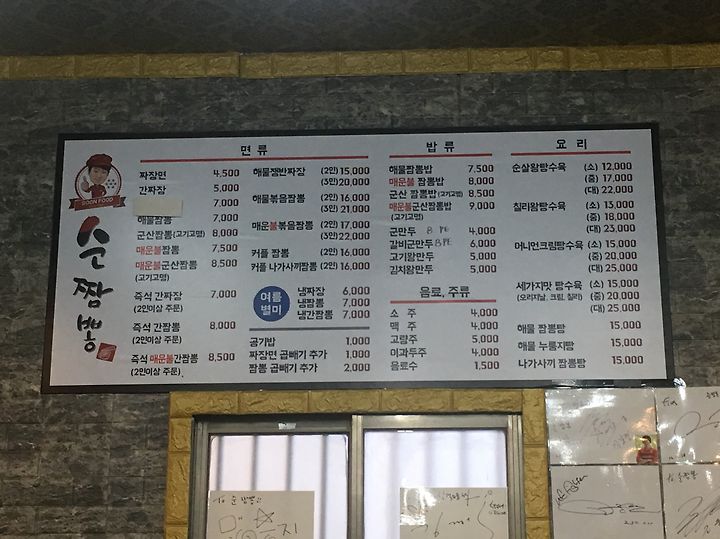 SOON FOOD
순짬뽕
면 류
짜장면 4,500
간짜장 5,000
7,000
해물짬뽕 7,000
군산짬뽕(고기고명) 8,000
매운불짬뽕 7,500
매운불군산짬뽕 8,500
(고기고명)
즉석 간짜장 7,000
(2인이상 주문)
즉석 간짬뽕 8,000
(2인이상 주문)
즉석 매운불간짬뽕 8,500
(2인이상 주문)
해물쟁반짜장 (2인) 15,000
(3인) 20,000
해물볶음짬뽕 (2인) 16,000
(3인) 21,000
매운불볶음짬뽕 (2인) 17,000
(3인) 22,000
커플 짬뽕 (2인) 16,000
커플 나가사끼짬뽕 (2인) 16,000
여름
별미
냉짜장 6,000
냉짬뽕 7,000
냉간짬뽕 7,000
공기밥 1,000
짜장면 곱빼기 추가 1,000
짬뽕 곱빼기 추가 2,000
밥 류
해물짬뽕밥 7,500
매운불 짬뽕밥 8,000
군산 짬뽕밥(고기고명) 8,500
매운불군산짬뽕밥 9,000
(고기고명)
군만두 8 PE 4,000
갈비군만두 8PE 6,000
고기왕만두 5,000
김치왕만두 5,000
음료, 주류
소 주 4,000
맥 주 4,000
고량주 5,000
이과두주 4,000
음료수 1,500
요 리
순살왕탕수육 (소) 12,000
(중) 17,000
(대) 22,000
칠리왕탕수육 (소) 13,000
(중) 18,000
(대) 23,000
어니언크림탕수육 (소) 15,000
(중) 20,000
(대) 25,000
세가지맛 탕수육 (소) 15,000
(오리지날, 크림, 칠리) (중) 20,000
(대) 25,000
해물 짬뽕탕 15,000
해물 누룽지탕 15,000
나가사끼 짬뽕탕 15,000